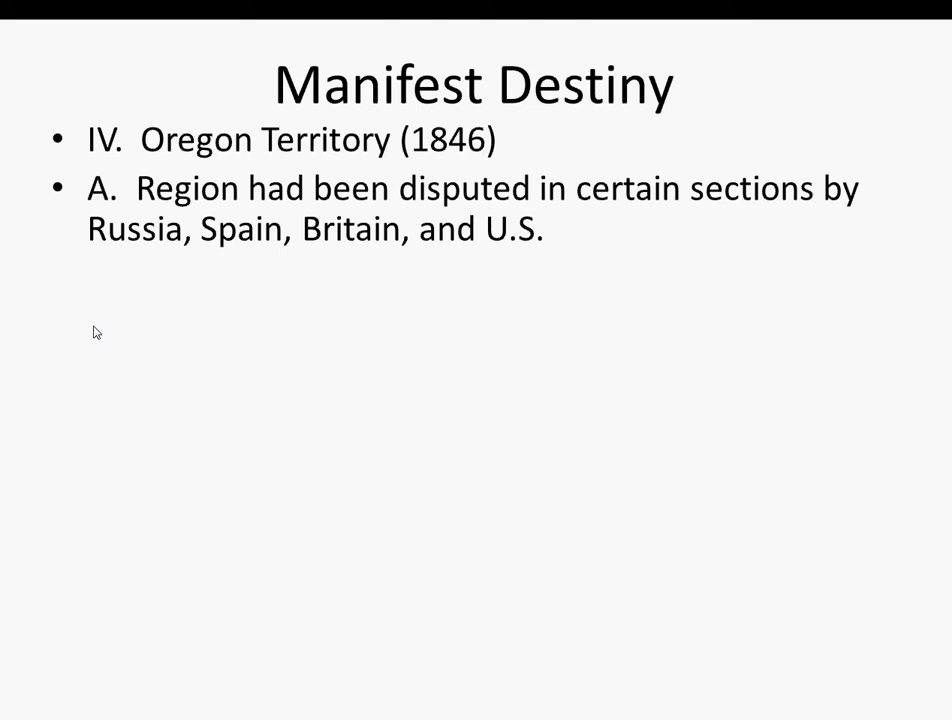 Manifest Destiny
• IV.  Oregon Territory (1846)
• A.  Region had been disputed in certain sections by
Russia, Spain, Britain, and U.S.